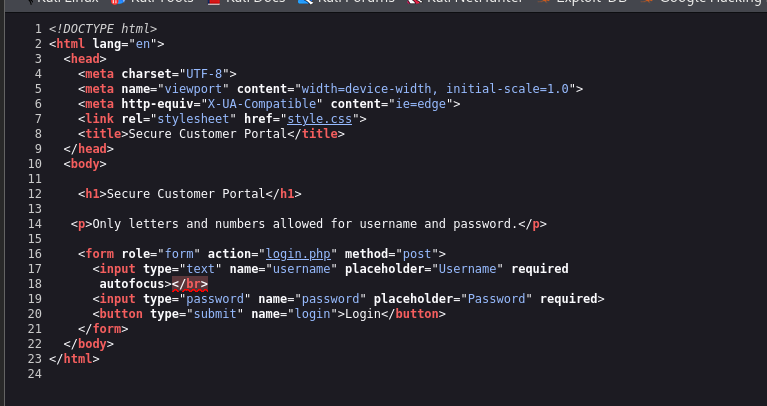 Kali Linux Kali Tools Kali Docs Kali Forums Kali NetHunter Exploit-DB Google Hacking
1 <!DOCTYPE html>
2 <html lang="en">
3 <head>
4 <meta charset="UTF-8">
5 <meta name="viewport" content="width=device-width, initial-scale=1.0">
6 <meta http-equiv="X-UA-Compatible" content="ie=edge">
7 <link rel="stylesheet" href="style.css">
8 <title>Secure Customer Portal</title>
9 </head>
10 <body>
11
12 <h1>Secure Customer Portal</h1>
13
14 <p>Only letters and numbers allowed for username and password.</p>
15
16 <form role="form" action="login.php" method="post">
17 <input type="text" name="username" placeholder="Username" required
18 autofocus></br>
19 <input type="password" name="password" placeholder="Password" required>
20 <button type="submit" name="login">Login</button>
21 </form>
22 </body>
23 </html>
24